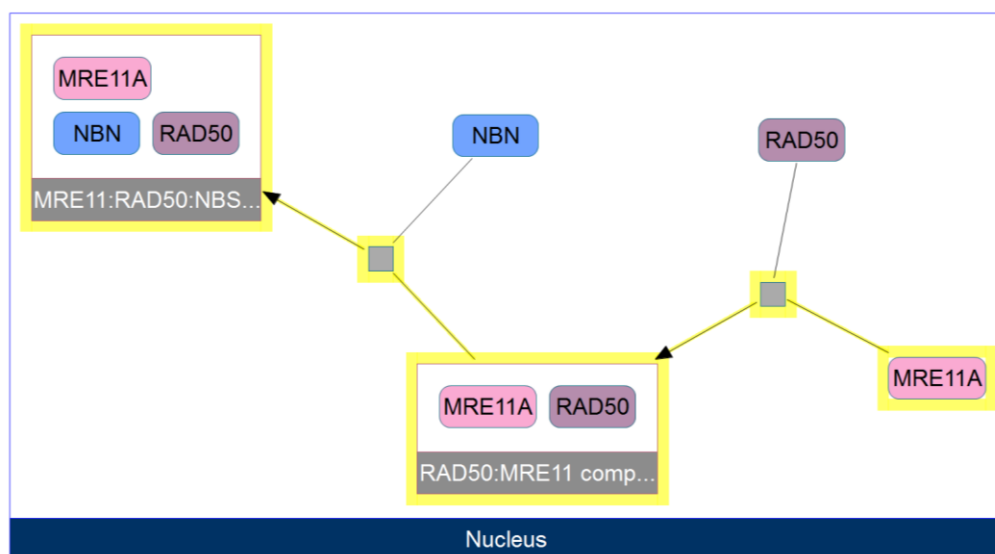 MRE11A
NBN
RAD50
MRE11:RAD50:NBS...
NBN
RAD50
MRE11A
MRE11A
RAD50
RAD50:MRE11 comp...
Nucleus